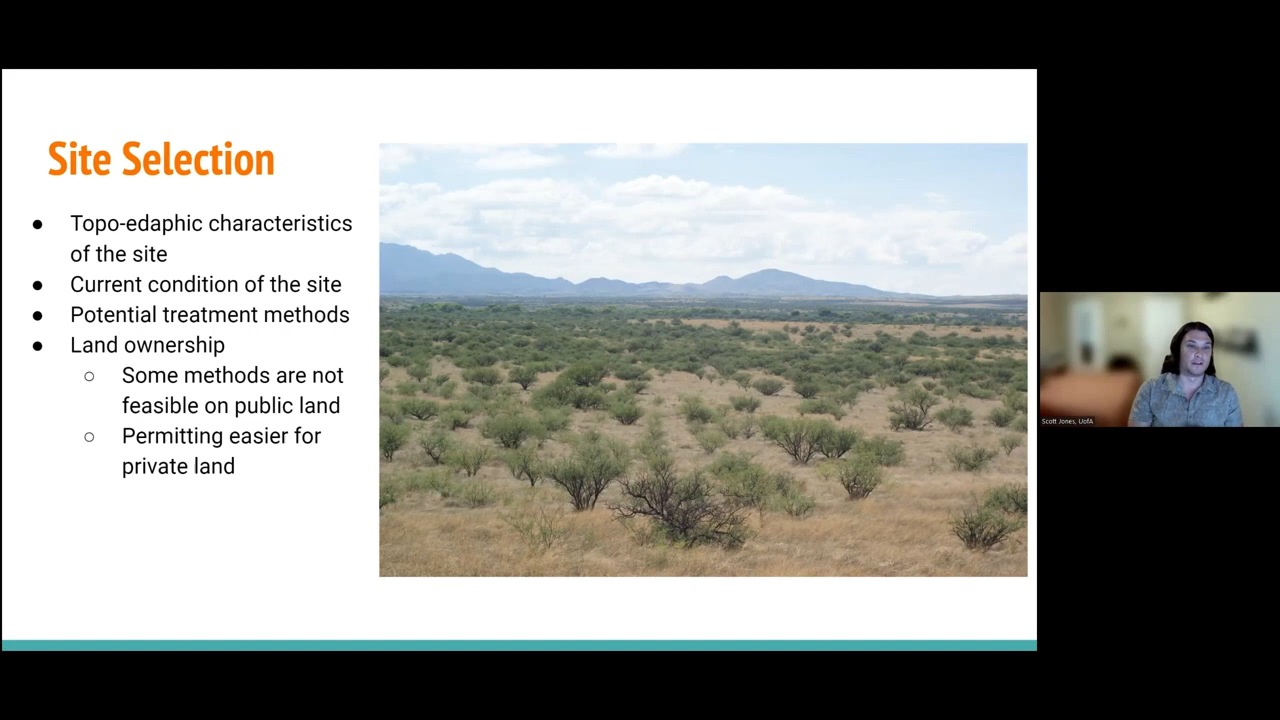 Site Selection
● Topo-edaphic characteristics
of the site
● Current condition of the site
● Potential treatment methods
● Land ownership
○ Some methods are not
feasible on public land
○ Permitting easier for
private land
Scott Jones, UofA